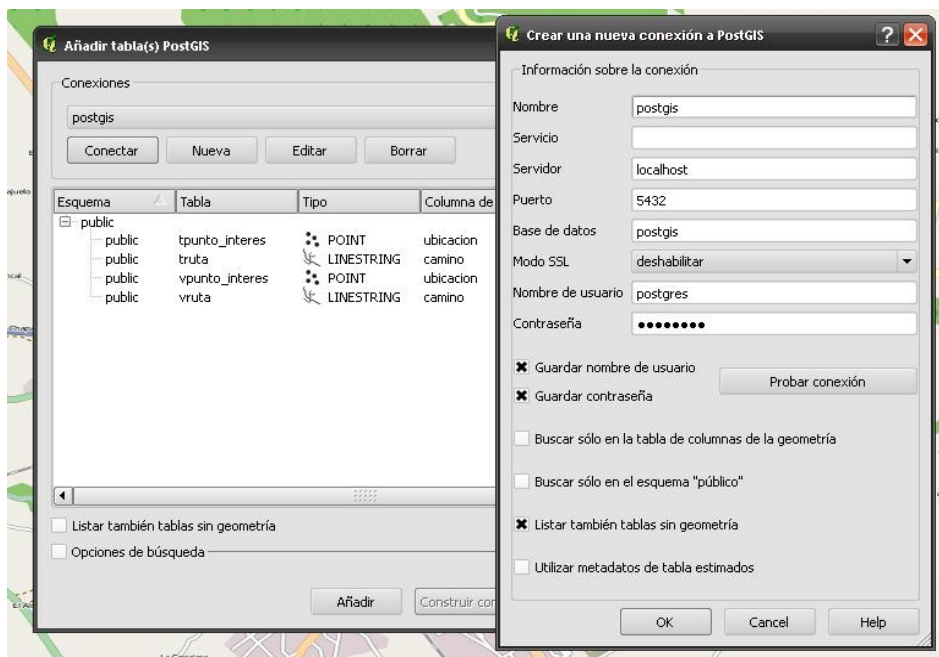 Añadir tabla(s) PostGIS
Conexiones
postgis
Conectar
Nueva
Editar
Borrar
Esquema
Tabla
Tipo
Columna de
public
public tpunto_interes POINT ubicacion
public truta LINESTRING camino
public vpunto_interes POINT ubicacion
public vruta LINESTRING camino
Listar también tablas sin geometría
Opciones de búsqueda
Añadir
Construir
Crear una nueva conexión a PostGIS
Información sobre la conexión
Nombre postgis
Servicio
Servidor localhost
Puerto 5432
Base de datos postgis
Modo SSL deshabilitar
Nombre de usuario postgres
Contraseña ●●●●●●●●
Guardar nombre de usuario
Guardar contraseña
Probar conexión
Buscar sólo en la tabla de columnas de la geometría
Buscar sólo en el esquema "público"
Listar también tablas sin geometría
Utilizar metadatos de tabla estimados
OK
Cancel
Help